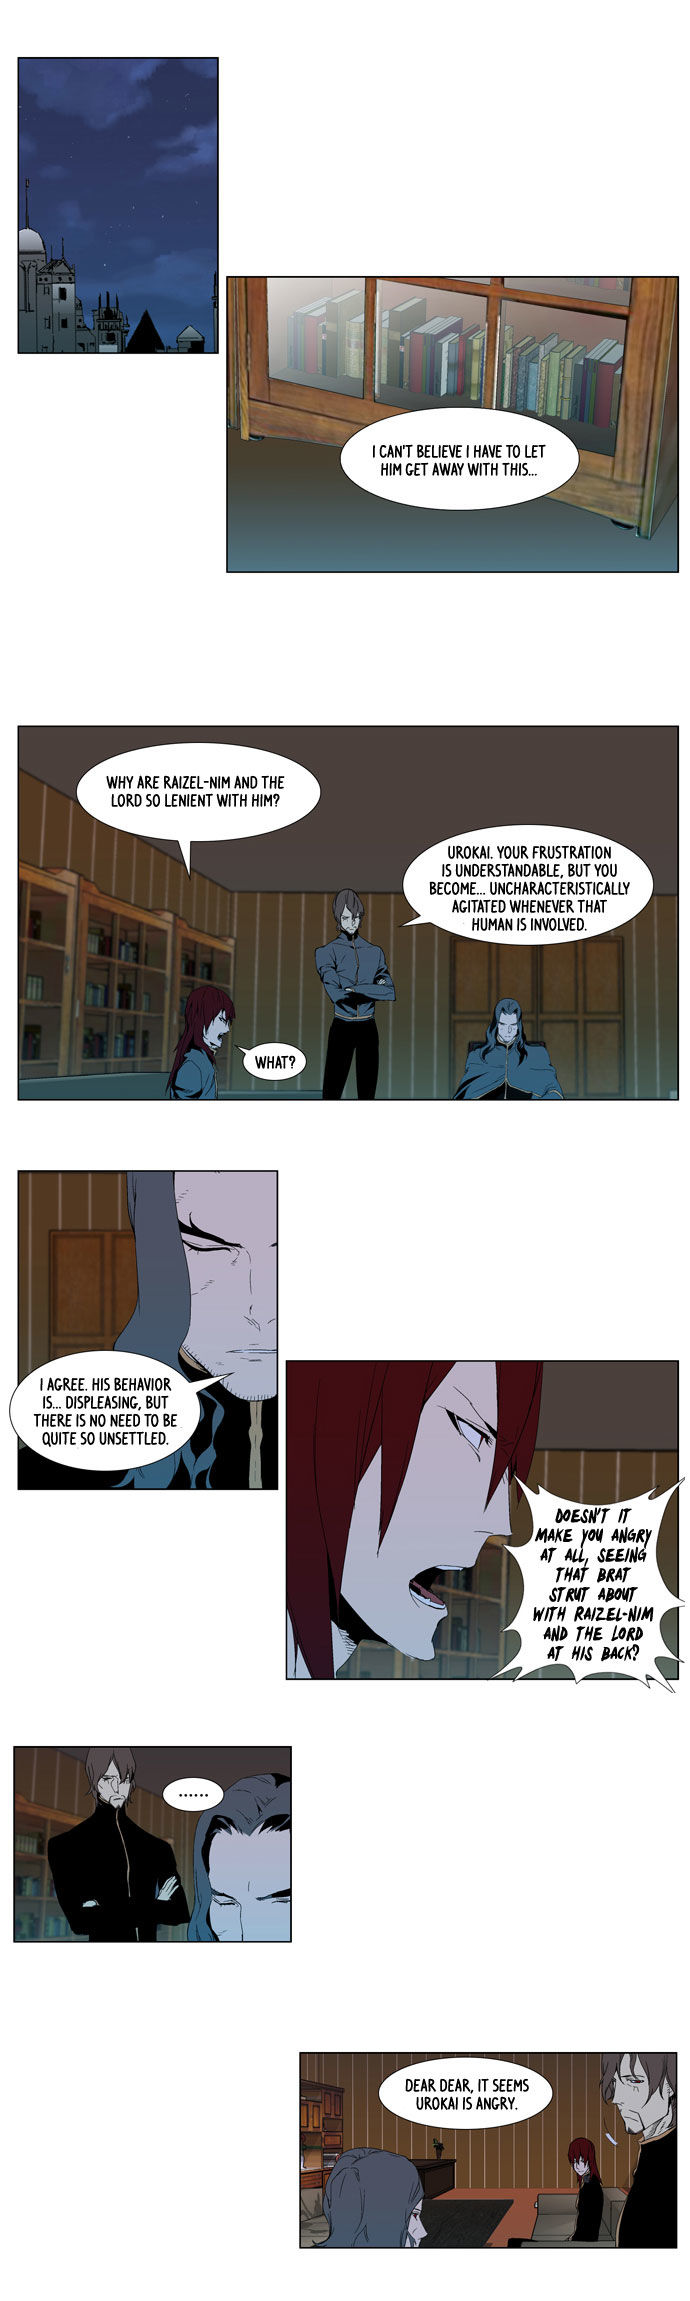 I CAN'T BELIEVE I HAVE TO LET
HIM GET AWAY WITH THIS...
WHY ARE RAIZEL-NIM AND THE
LORD SO LENIENT WITH HIM?
UROKAI. YOUR FRUSTRATION
IS UNDERSTANDABLE, BUT YOU
BECOME... UNCHARACTERISTICALLY
AGITATED WHENEVER THAT
HUMAN IS INVOLVED.
WHAT?
I AGREE. HIS BEHAVIOR
IS... DISPLEASING, BUT
THERE IS NO NEED TO BE
QUITE SO UNSETTLED.
DOESN'T IT
MAKE YOU ANGRY
AT ALL, SEEING
THAT BRAT
STRUT ABOUT
WITH RAIZEL-NIM
AND THE LORD
AT HIS BACK?
......
DEAR DEAR, IT SEEMS
UROKAI IS ANGRY.